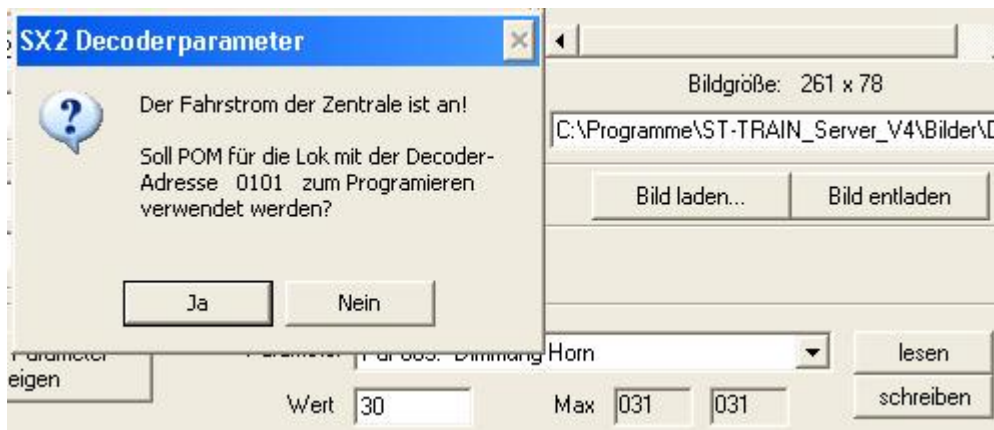 SX2 Decoderparameter
Der Fahrstrom der Zentrale ist an!
Soll POM für die Lok mit der Decoder-
Adresse 0101 zum Programieren
verwendet werden?
Ja
Nein
Bildgröße: 261 x 78
C:\Programme\ST-TRAIN_Server_V4\Bilder\D
Bild laden...
Bild entladen
Dimmung Horn
lesen
eigen
Wert 30
Max 031 031
schreiben